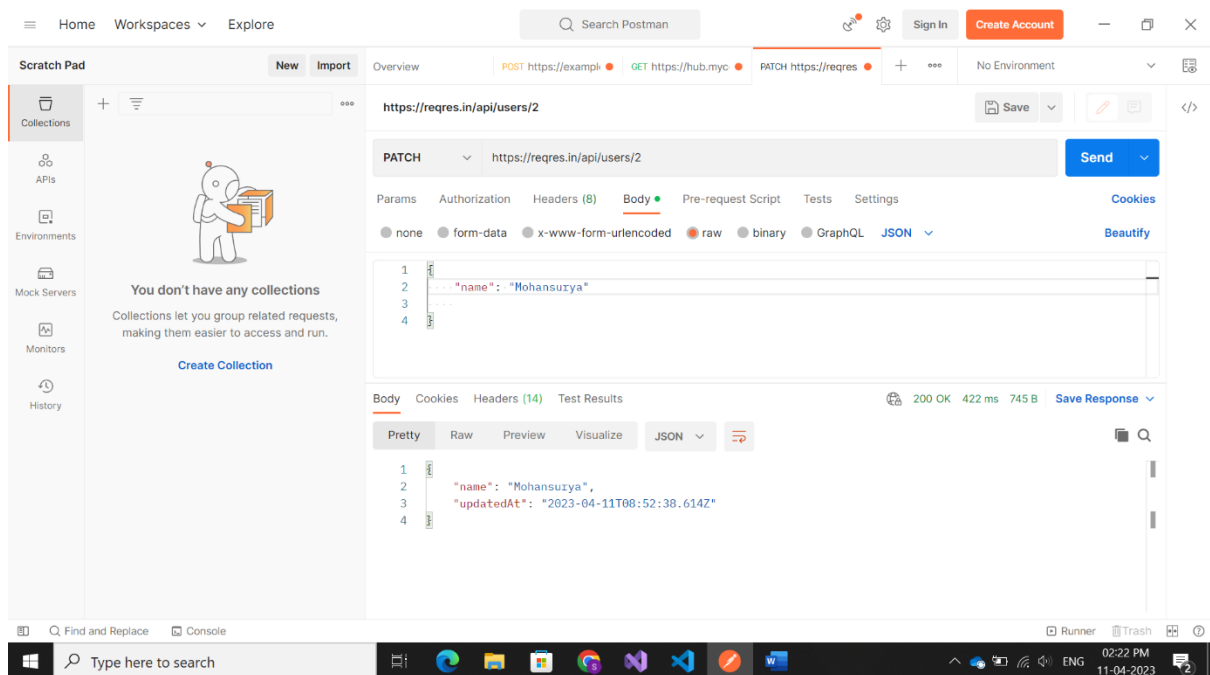 Home Workspaces Explore Search Postman Sign In Create Account
Scratch Pad New Import Overview POST https://exampl GET https://hub.myc PATCH https://reqres No Environment
Collections
https://reqres.in/api/users/2 Save
PATCH https://reqres.in/api/users/2 Send
APIs
Params Authorization Headers (8) Body Pre-request Script Tests Settings Cookies
Environments
none form-data x-www-form-urlencoded raw binary GraphQL JSON Beautify
Mock Servers
1 {
2 "name": "Mohansurya"
3
4 }
You don't have any collections
Collections let you group related requests,
making them easier to access and run.
Create Collection
Monitors
History
Body Cookies Headers (14) Test Results 200 OK 422 ms 745 B Save Response
Pretty Raw Preview Visualize JSON
1 {
2 "name": "Mohansurya",
3 "updatedAt": "2023-04-11T08:52:38.614Z"
4 }
Find and Replace Console Runner Trash
Type here to search ENG 02:22 PM
11-04-2023
2